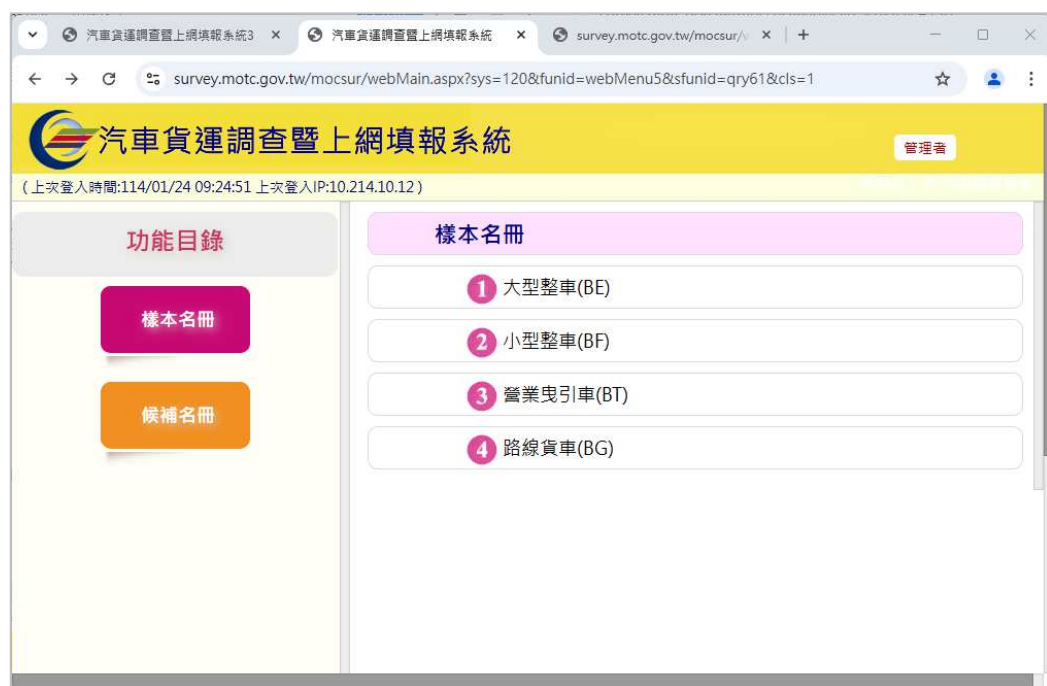 汽車貨運調查暨上網填報系統3
汽車貨運調查暨上網填報系統
survey.motc.gov.tw/mocsur/
survey.motc.gov.tw/mocsur/webMain.aspx?sys=120&funid=webMenu5&sfunid=qry61&cls=1
汽車貨運調查暨上網填報系統
管理者
(上次登入時間:114/01/24 09:24:51 上次登入IP:10.214.10.12)
功能目錄
樣本名冊
候補名冊
樣本名冊
1 大型整車(BE)
2 小型整車(BF)
3 營業曳引車(BT)
4 路線貨車(BG)